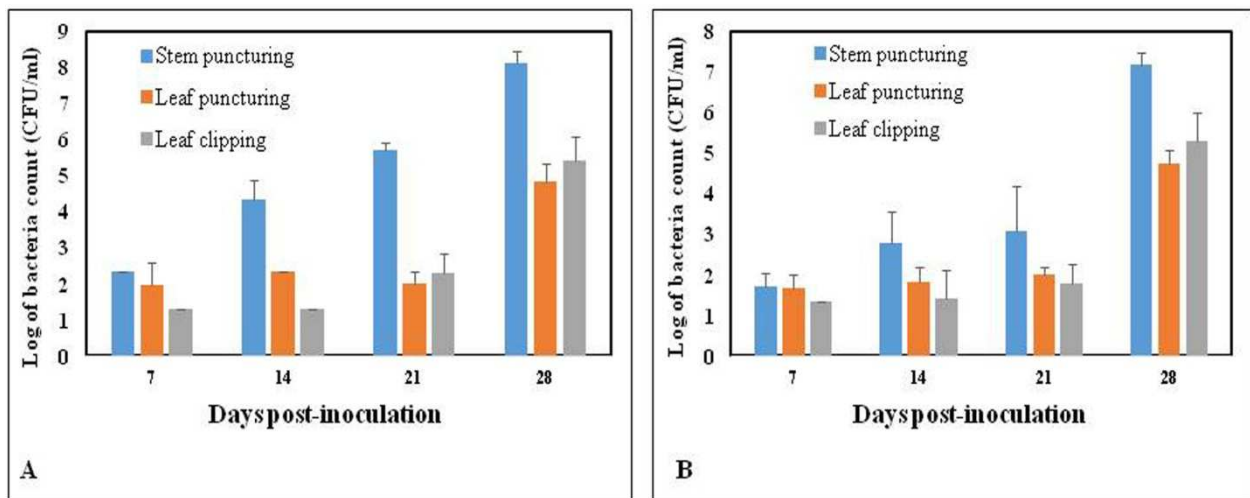 9
8
7
6
5
4
3
2
1
0
Log of bacteria count (CFU/ml)
Stem puncturing
Leaf puncturing
Leaf clipping
7 14 21 28
Days post-inoculation
A
8
7
6
5
4
3
2
1
0
Log of bacteria count (CFU/ml)
Stem puncturing
Leaf puncturing
Leaf clipping
7 14 21 28
Days post-inoculation
B